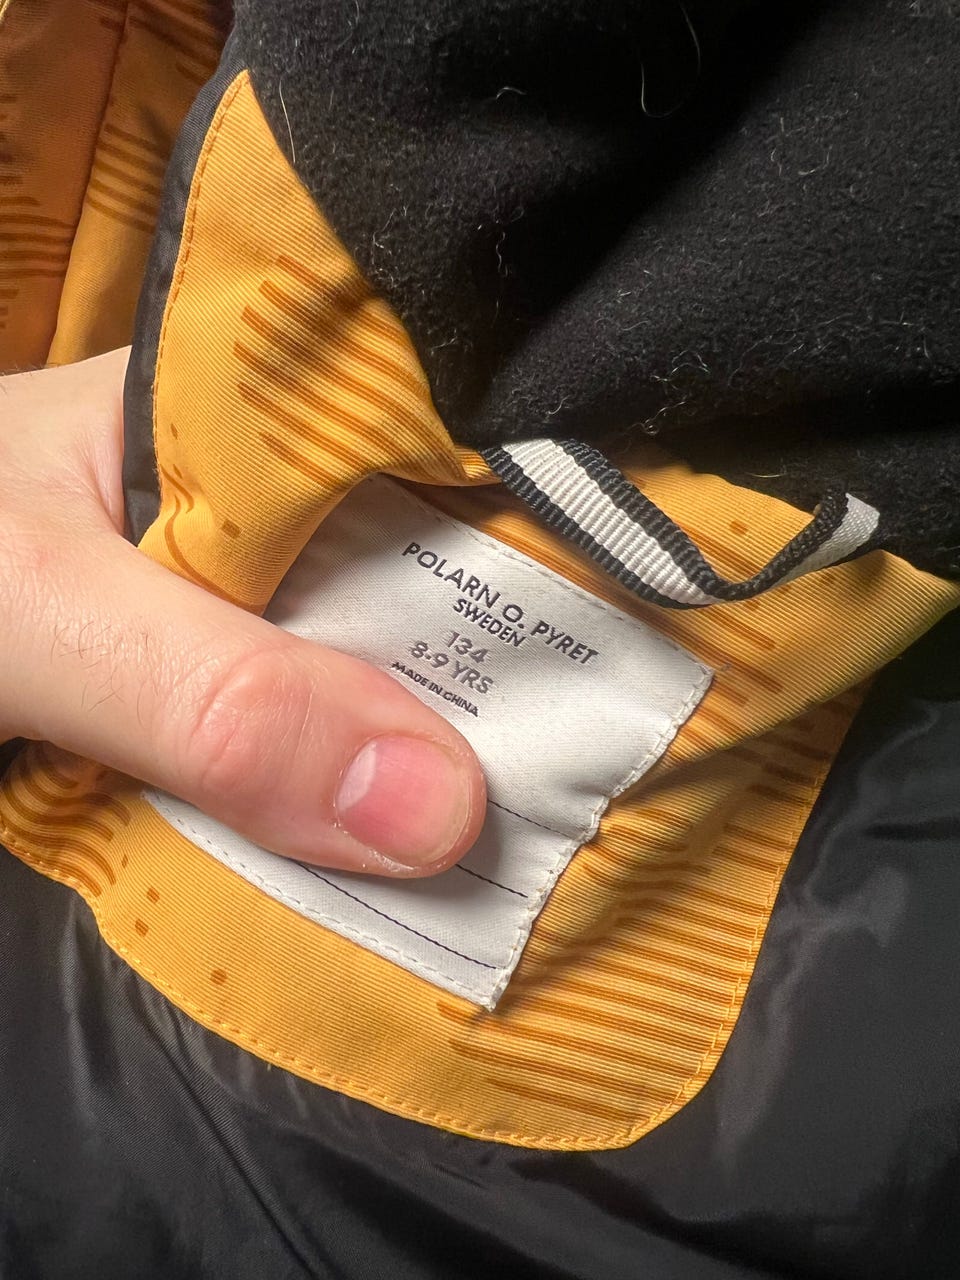 POLARN O. PYRET
SWEDEN
134
8-9 YRS
MADE IN CHINA